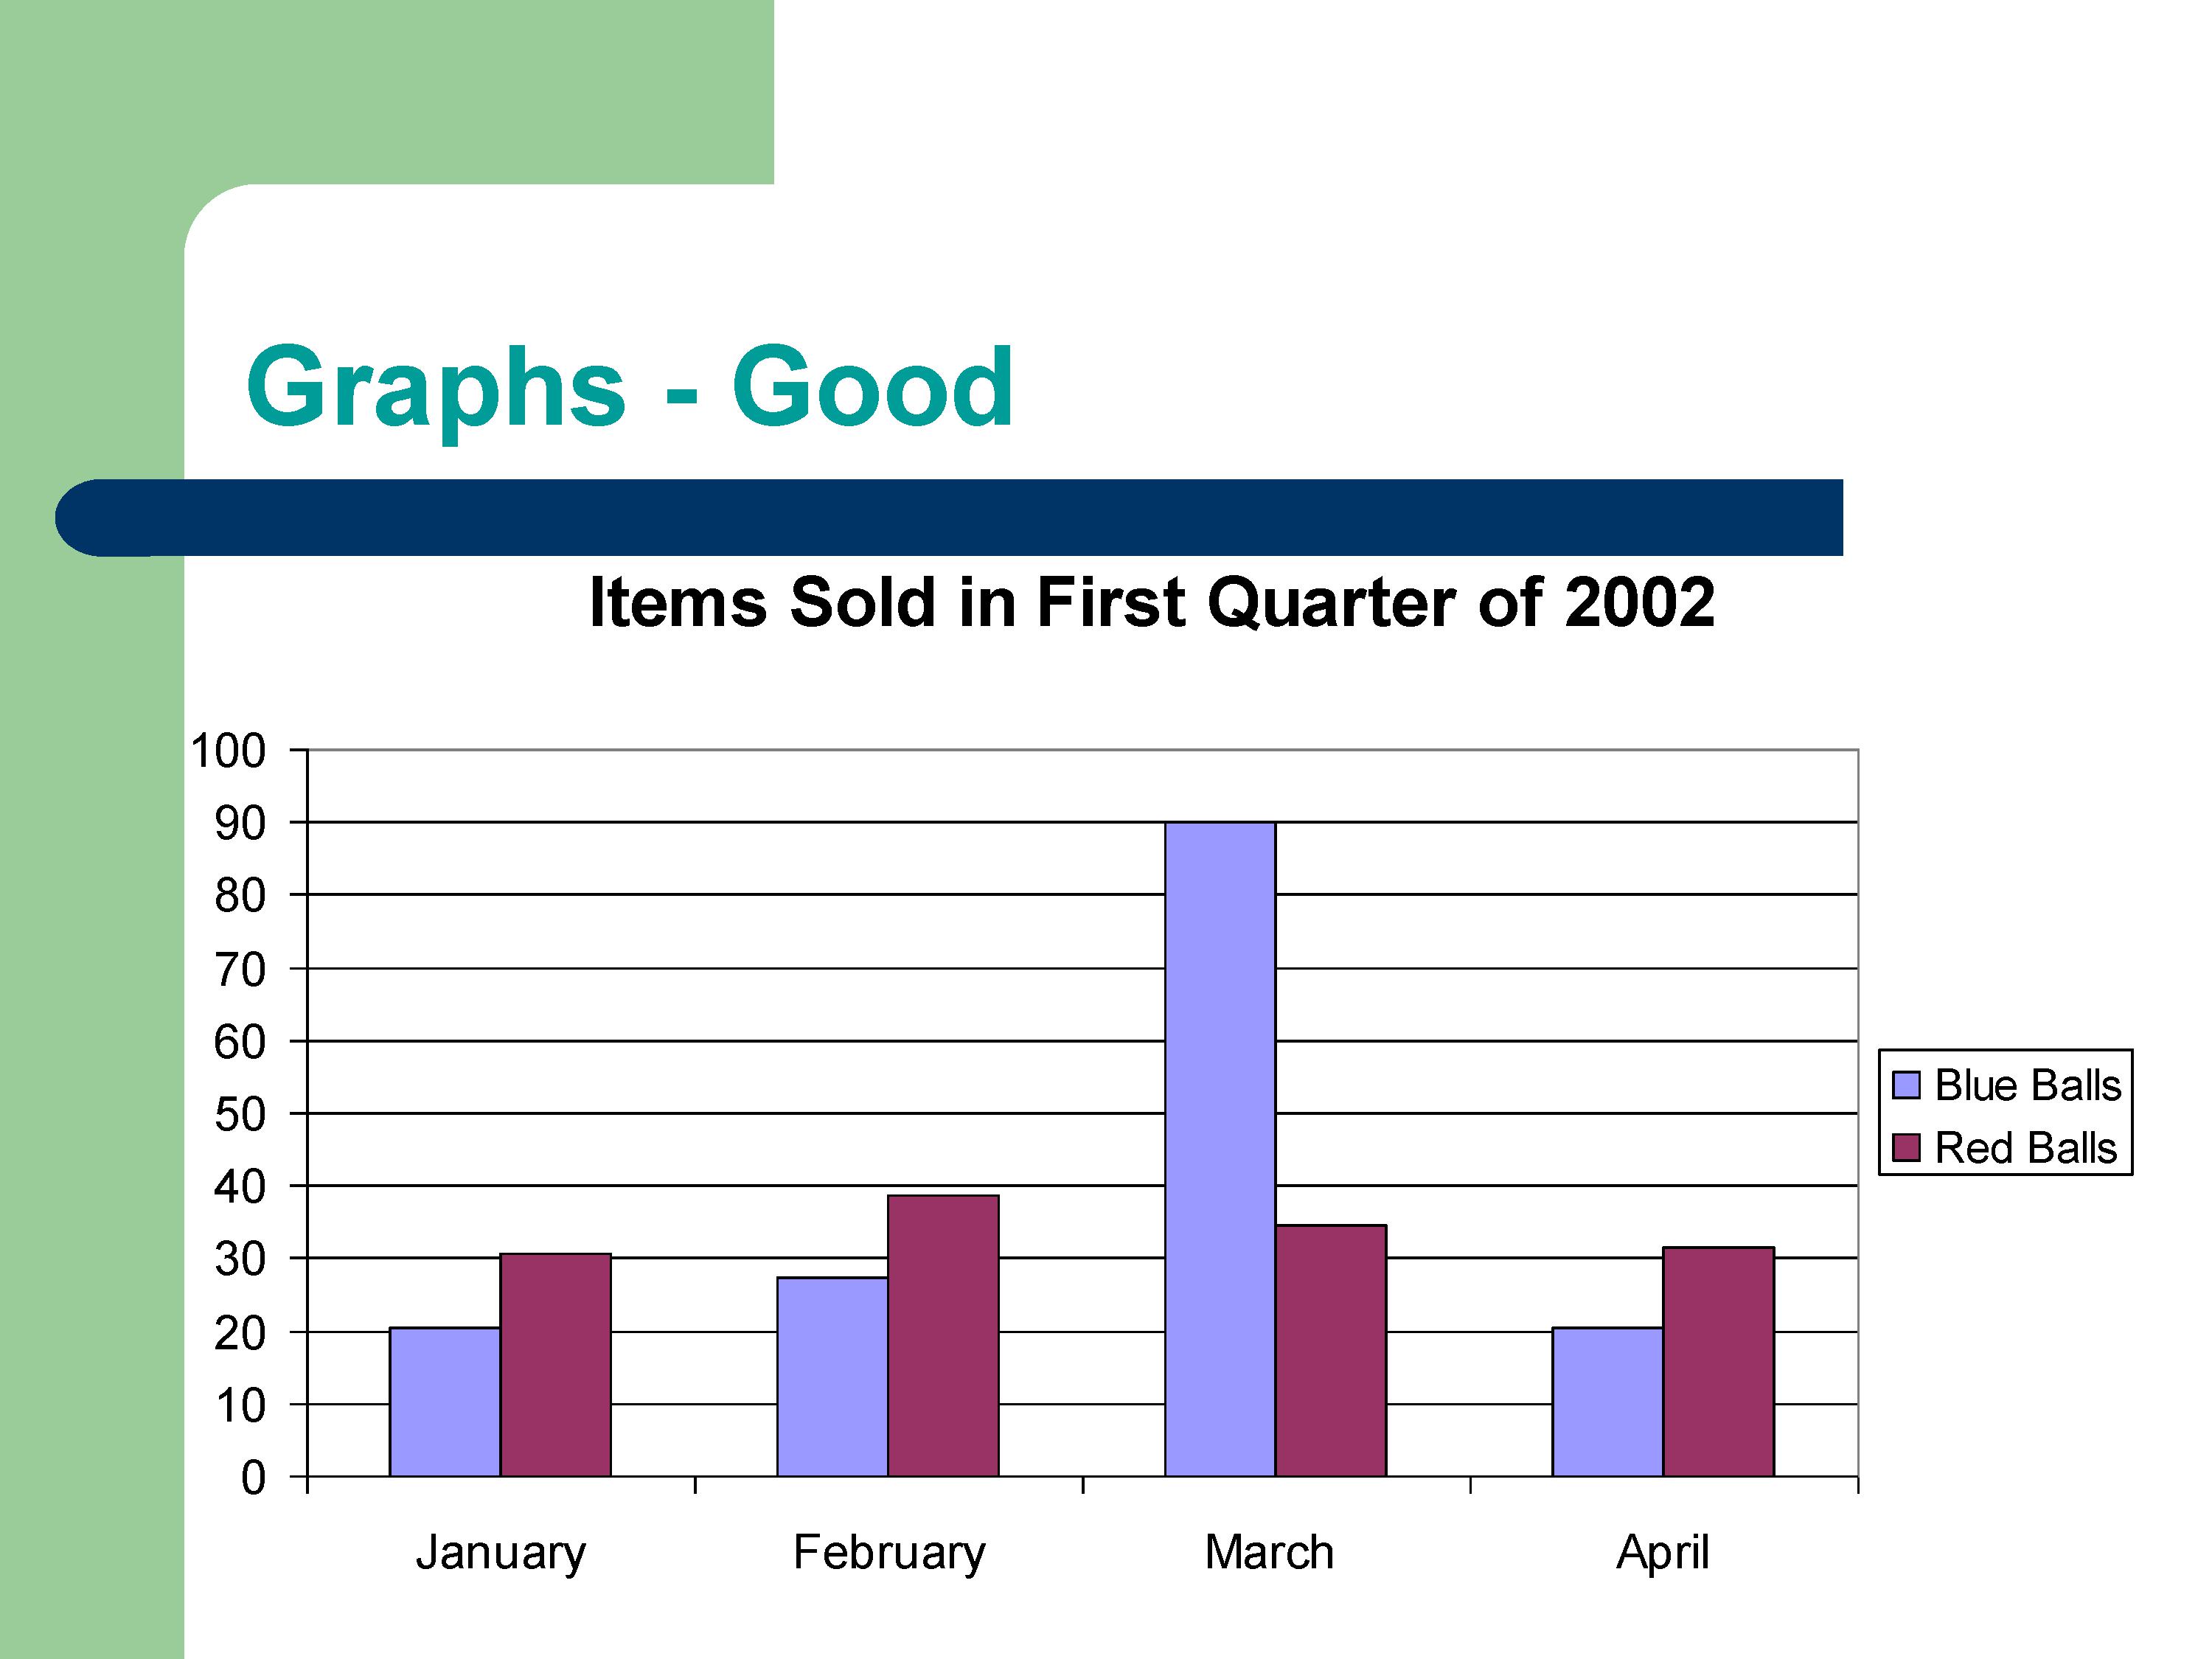 Graphs - Good
Items Sold in First Quarter of 2002
100
90
80
70
60
50
40
30
20
10
0
January February March April
Blue Balls
Red Balls